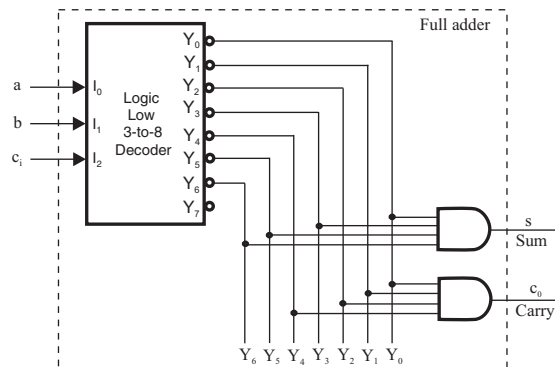 Full adder
Y0
Y1
a
I0
Logic
Y2
Low
Y3
b
I1
3-to-8
Y4
Decoder
ci
I2
Y5
Y6
Y7
s
Sum
c0
Carry
Y6 Y5 Y4 Y3 Y2 Y1 Y0